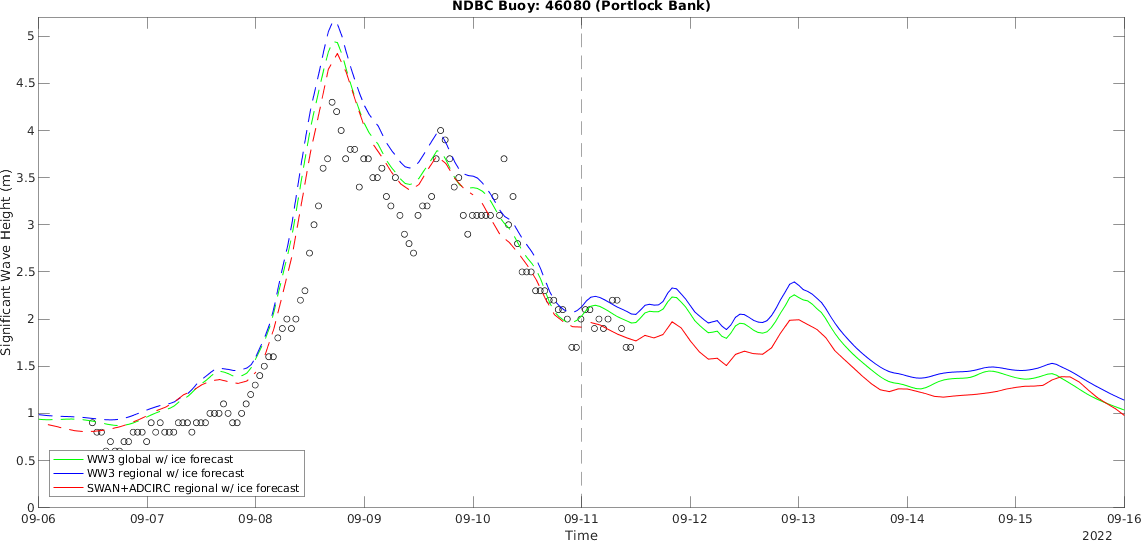 NDBC Buoy: 46080 (Portlock Bank)
Significant Wave Height (m)
5
4.5
4
3.5
3
2.5
2
1.5
1
0.5
0
WW3 global w/ ice forecast
WW3 regional w/ ice forecast
SWAN+ADCIRC regional w/ ice forecast
09-06 09-07 09-08 09-09 09-10 09-11 09-12 09-13 09-14 09-15 09-16
Time
2022